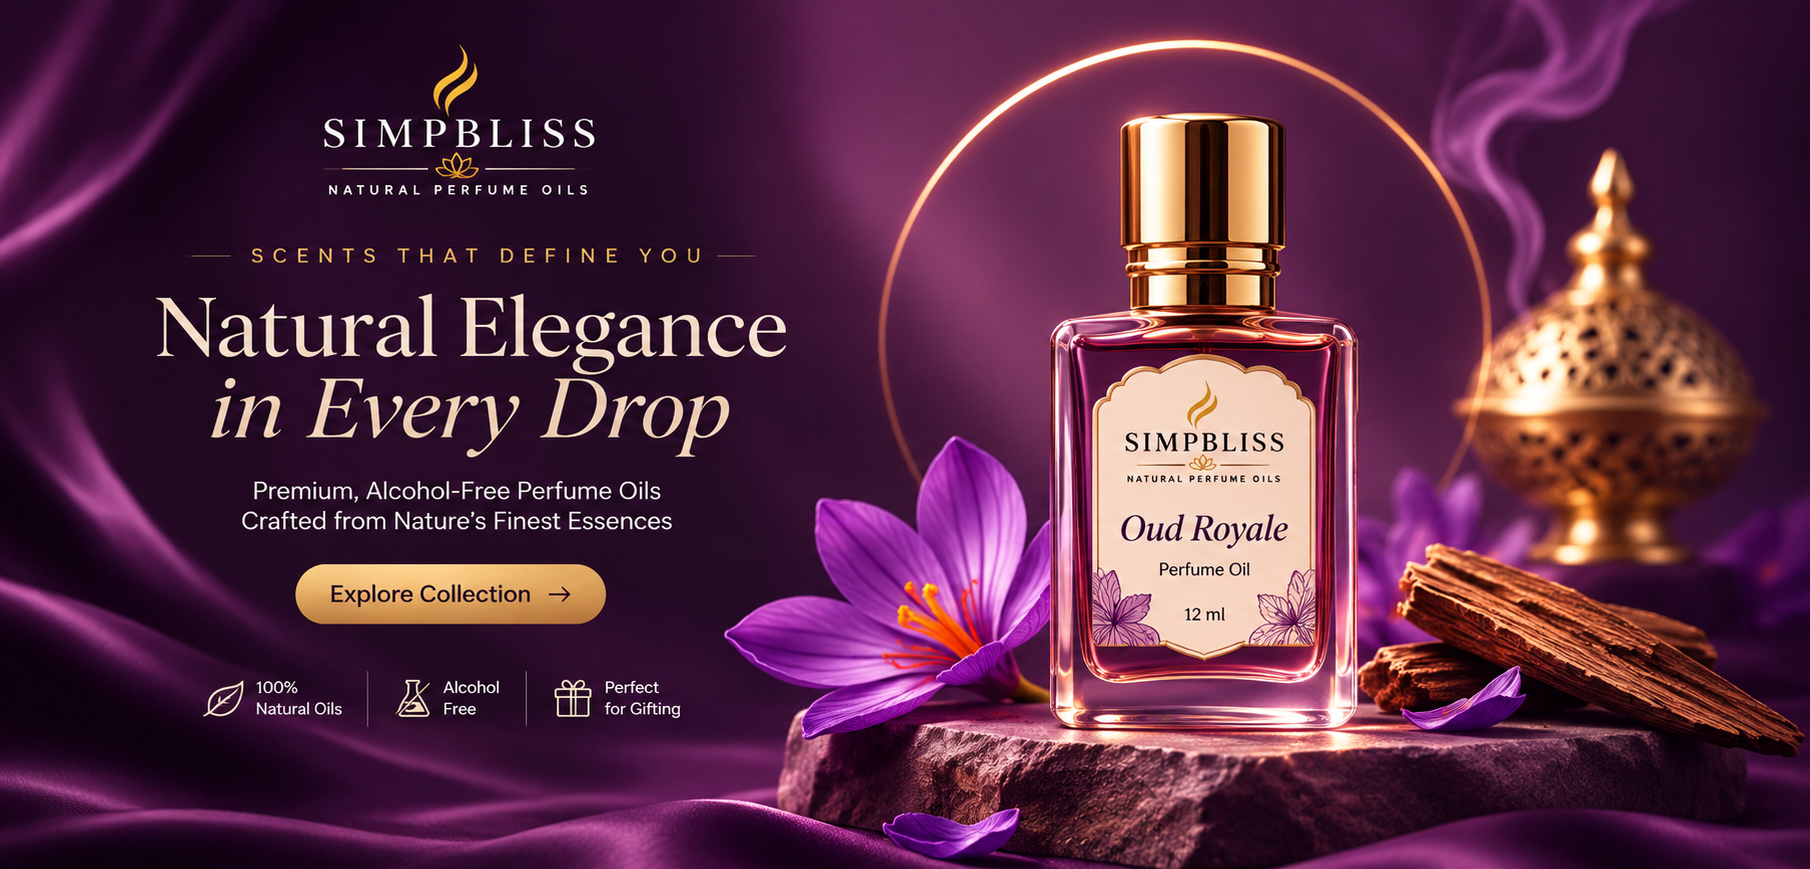 SIMPBLISS
NATURAL PERFUME OILS
SCENTS THAT DEFINE YOU
Natural Elegance
in Every Drop
Premium, Alcohol-Free Perfume Oils
Crafted from Nature's Finest Essences
Explore Collection →
100%
Natural Oils
Alcohol
Free
Perfect
for Gifting
SIMPBLISS
NATURAL PERFUME OILS
Oud Royale
Perfume Oil
12 ml